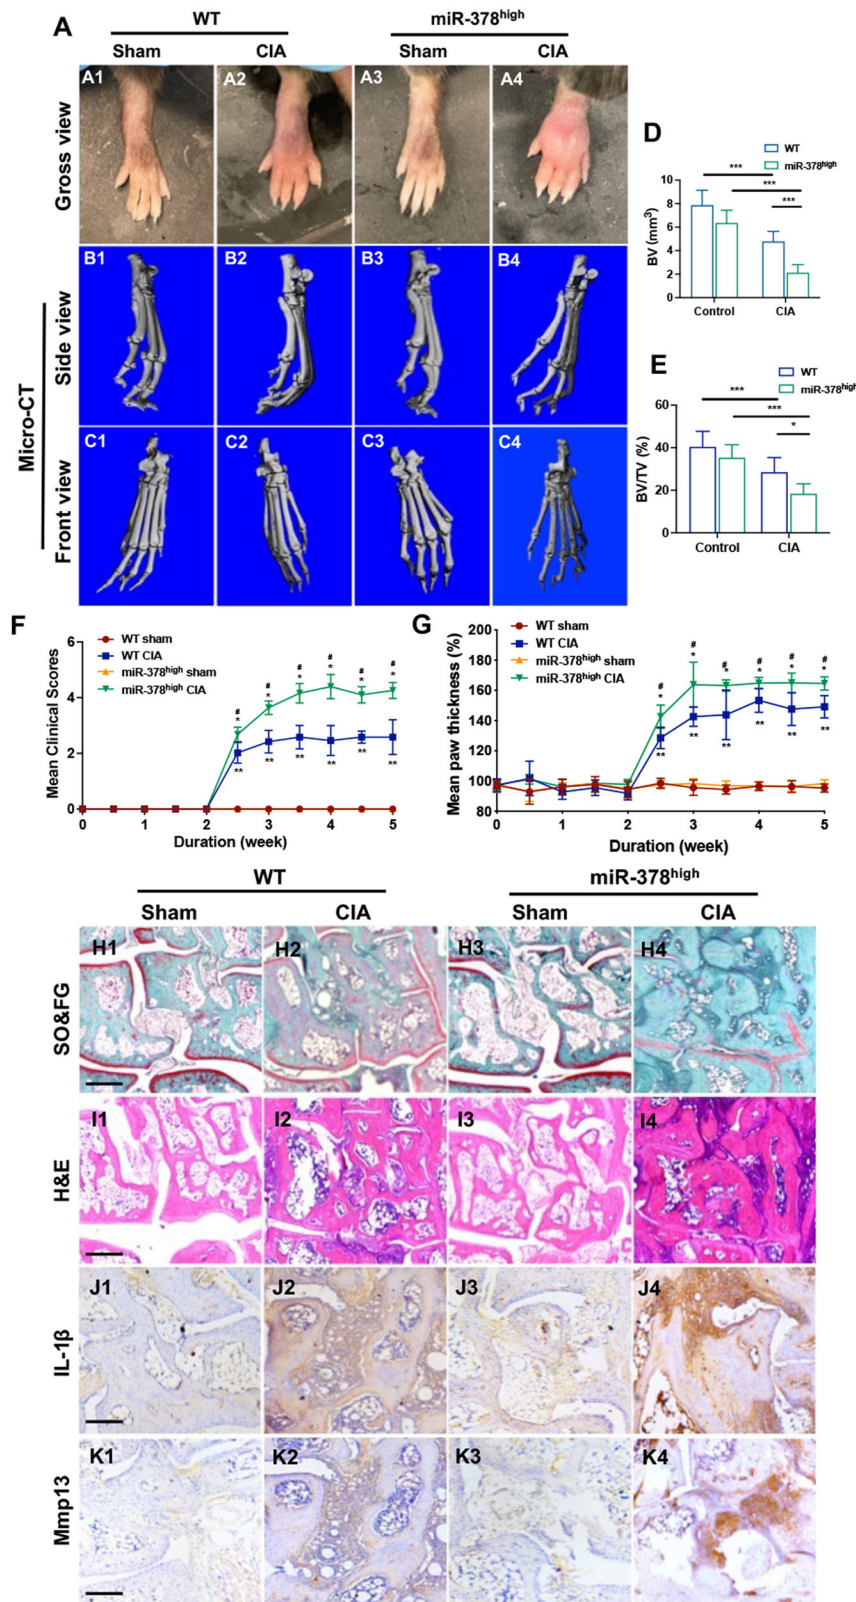 A
WT
miR-378high
Sham
CIA
Sham
CIA
Gross view
A1
A2
A3
A4
Micro-CT
Side view
B1
B2
B3
B4
Front view
C1
C2
C3
C4
D
WT
miR-378high
***
***
***
BV (mm3)
10
8
6
4
2
0
Control
CIA
E
WT
miR-378high
***
***
*
BV/TV (%)
60
40
20
0
Control
CIA
F
WT sham
WT CIA
miR-378high sham
miR-378high CIA
Mean Clinical Scores
6
4
2
0
# # # # # #
* * * * * *
** ** ** ** ** **
0 1 2 3 4 5
Duration (week)
G
WT sham
WT CIA
miR-378high sham
miR-378high CIA
Mean paw thickness (%)
200
180
160
140
120
100
80
# # # # # #
* * * * * *
** ** ** ** ** **
0 1 2 3 4 5
Duration (week)
WT
miR-378high
Sham
CIA
Sham
CIA
SO&FG
H1
H2
H3
H4
H&E
I1
I2
I3
I4
IL-1β
J1
J2
J3
J4
Mmp13
K1
K2
K3
K4